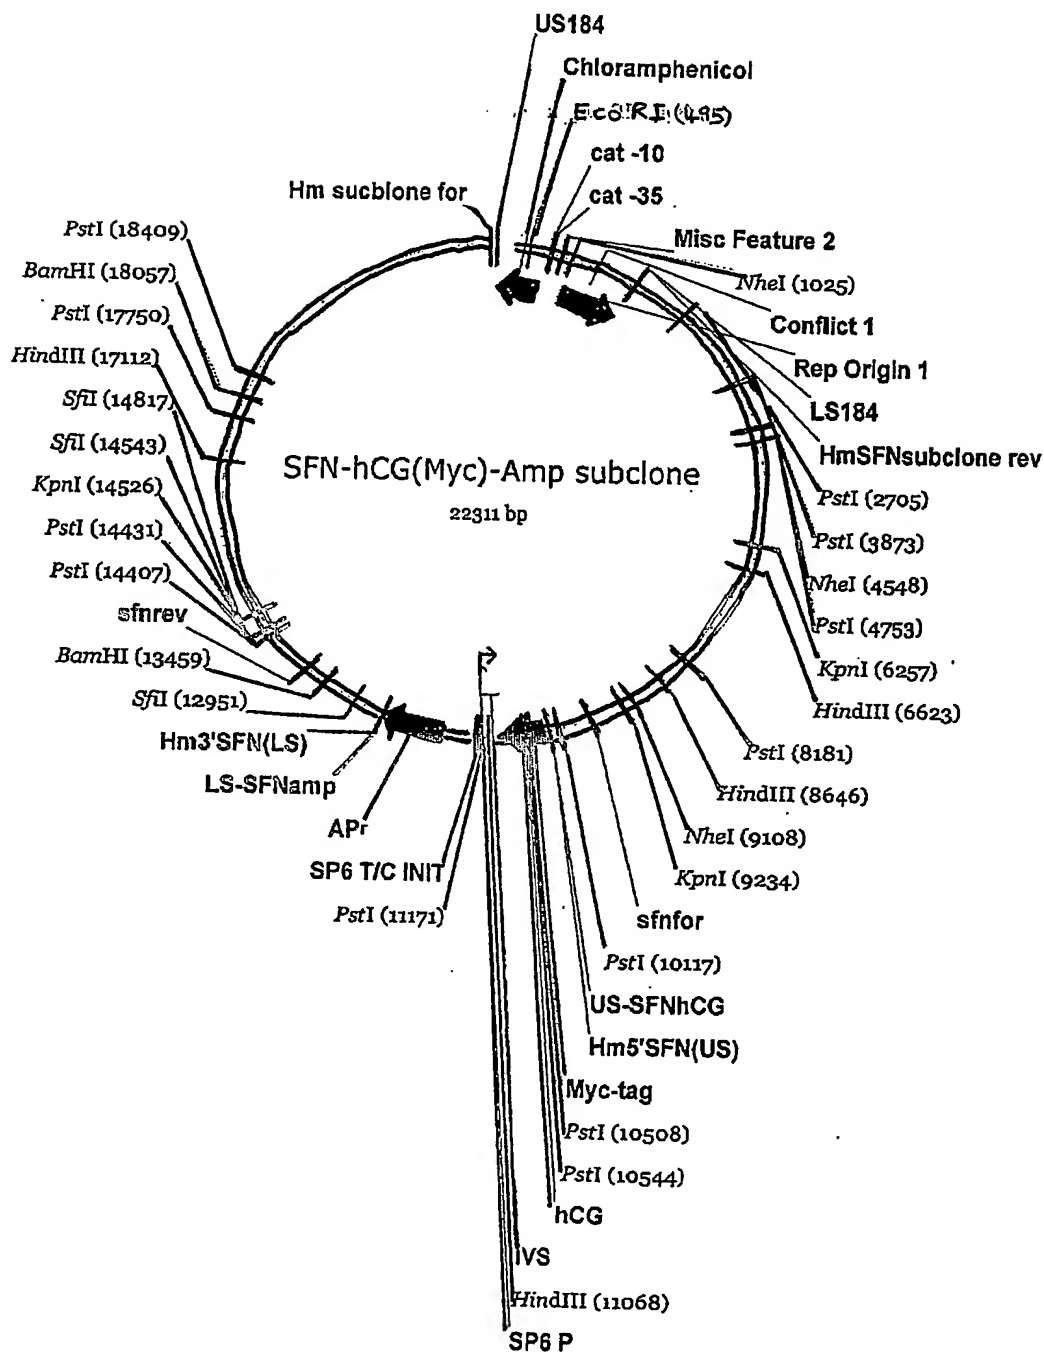 US184
Chloramphenicol
EcoRI (495)
cat -10
cat -35
Hm sucblone for
Misc Feature 2
NheI (1025)
Conflict 1
Rep Origin 1
LS184
HmSFNsubclone rev
PstI (2705)
PstI (3873)
NheI (4548)
PstI (4753)
KpnI (6257)
HindIII (6623)
PstI (8181)
HindIII (8646)
NheI (9108)
KpnI (9234)
sfnfor
PstI (10117)
US-SFNhCG
Hm5'SFN(US)
Myc-tag
PstI (10508)
PstI (10544)
hCG
IVS
HindIII (11068)
SP6 P
PstI (11171)
SP6 T/C INIT
APr
LS-SFNamp
Hm3'SFN(LS)
SfiI (12951)
BamHI (13459)
sfnrev
PstI (14407)
PstI (14431)
KpnI (14526)
SfiI (14543)
SfiI (14817)
HindIII (17112)
PstI (17750)
BamHI (18057)
PstI (18409)
SFN-hCG(Myc)-Amp subclone
22311 bp